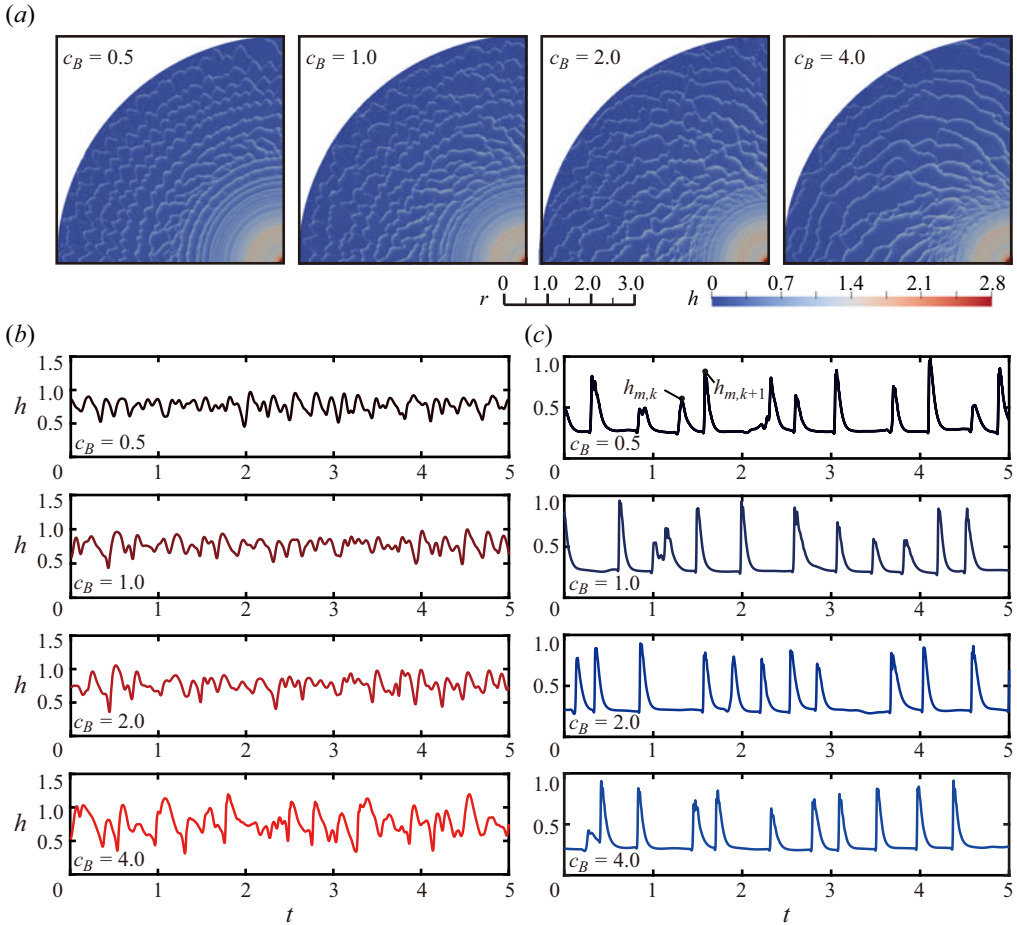 (a)
c_B = 0.5
c_B = 1.0
c_B = 2.0
c_B = 4.0
r 0 1.0 2.0 3.0
h 0 0.7 1.4 2.1 2.8
(b)
h 1.5 1.0 0.5
c_B = 0.5
0 1 2 3 4 5
1.5 1.0 0.5
c_B = 1.0
0 1 2 3 4 5
1.5 1.0 0.5
c_B = 2.0
0 1 2 3 4 5
h 1.5 1.0 0.5
c_B = 4.0
0 1 2 3 4 5
t
(c)
1.0 0.5
h_{m,k} h_{m,k+1}
c_B = 0.5
0 1 2 3 4 5
1.0 0.5
c_B = 1.0
0 1 2 3 4 5
1.0 0.5
c_B = 2.0
0 1 2 3 4 5
1.0 0.5
c_B = 4.0
0 1 2 3 4 5
t